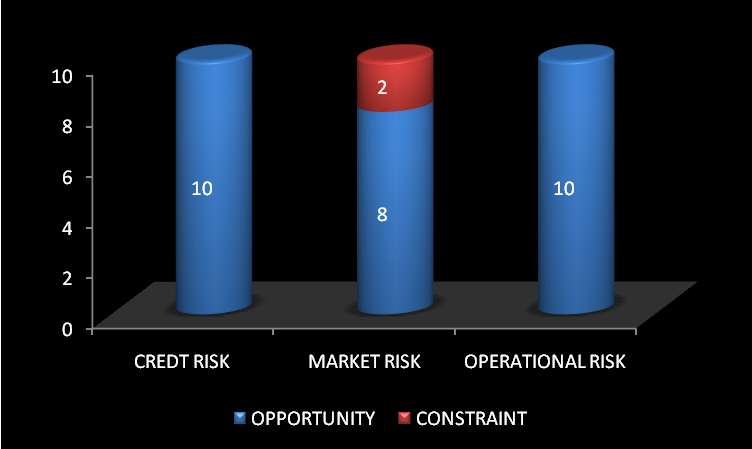 10
8
6
4
2
0
10
2
8
10
CREDT RISK
MARKET RISK
OPERATIONAL RISK
OPPORTUNITY
CONSTRAINT